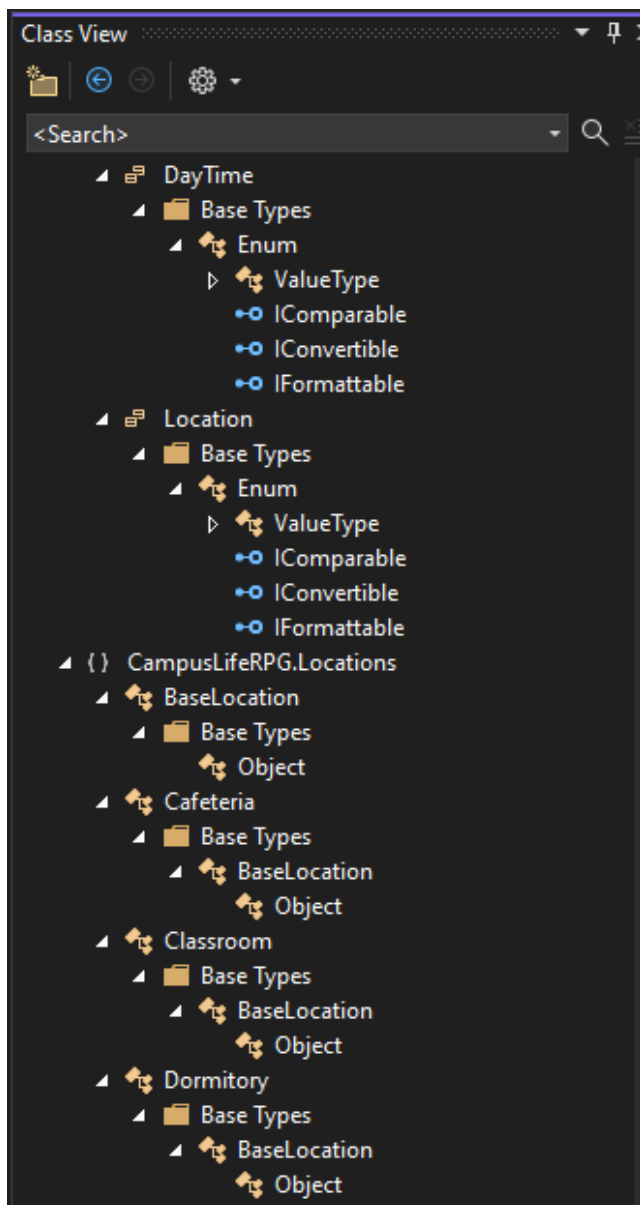 Class View
<Search>
DayTime
Base Types
Enum
ValueType
IComparable
IConvertible
IFormattable
Location
Base Types
Enum
ValueType
IComparable
IConvertible
IFormattable
{ } CampusLifeRPG.Locations
BaseLocation
Base Types
Object
Cafeteria
Base Types
BaseLocation
Object
Classroom
Base Types
BaseLocation
Object
Dormitory
Base Types
BaseLocation
Object